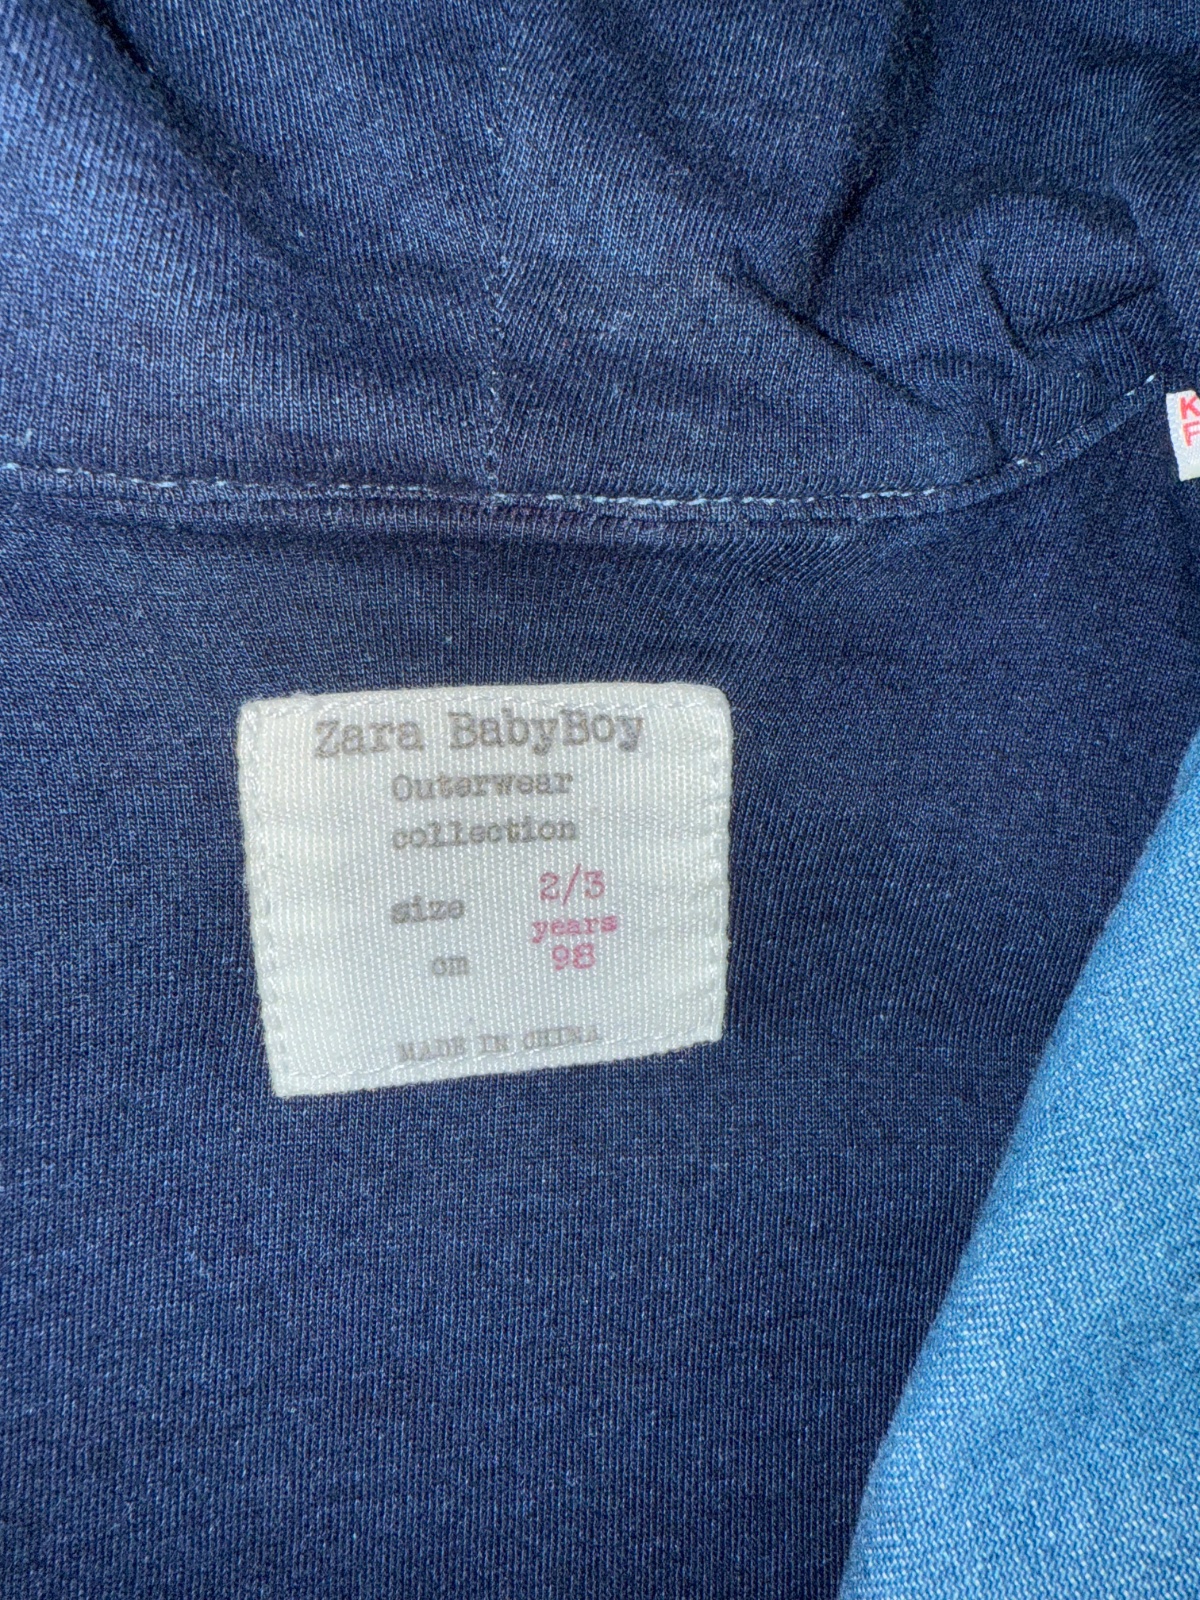 Zara BabyBoy
Outerwear
collection
size 2/3
years
cm 98
MADE IN CHINA